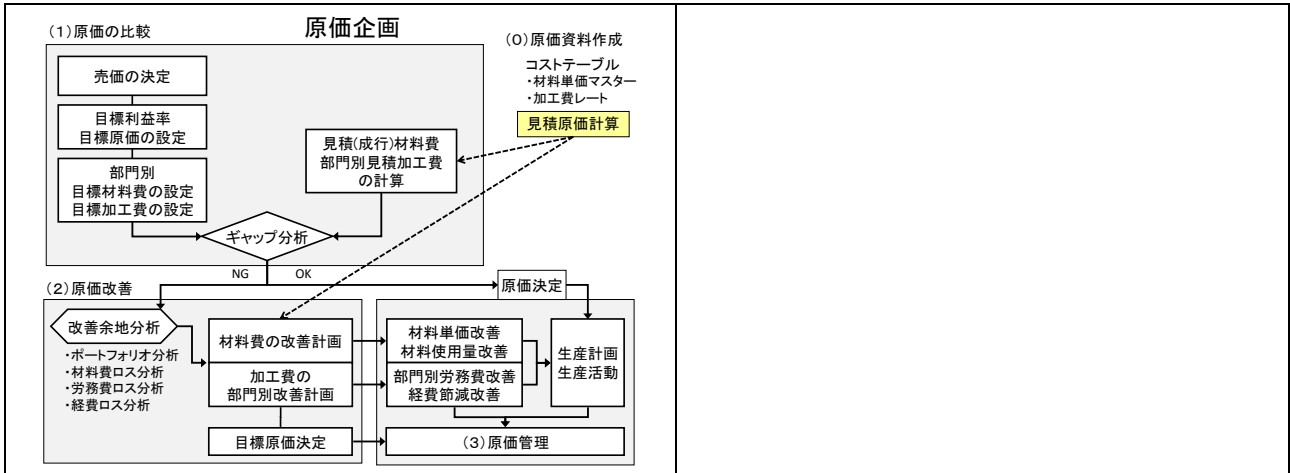 原価企画
(1)原価の比較
売価の決定
目標利益率
目標原価の設定
部門別
目標材料費の設定
目標加工費の設定
見積(成行)材料費
部門別見積加工費
の計算
ギャップ分析
(0)原価資料作成
コストテーブル
・材料単価マスター
・加工費レート
見積原価計算
NG
OK
原価決定
(2)原価改善
改善余地分析
・ポートフォリオ分析
・材料費ロス分析
・労務費ロス分析
・経費ロス分析
材料費の改善計画
加工費の
部門別改善計画
目標原価決定
材料単価改善
材料使用量改善
部門別労務費改善
経費節減改善
生産計画
生産活動
(3)原価管理